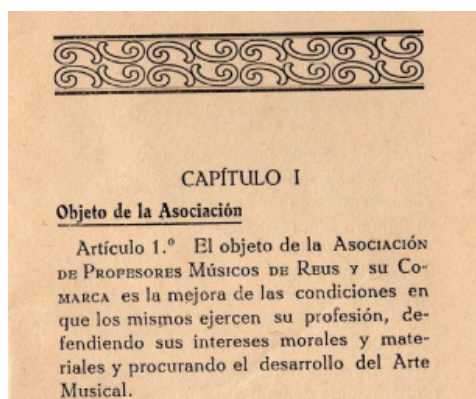 CAPÍTULO I
Objeto de la Asociación
Artículo 1.º El objeto de la ASOCIACIÓN
DE PROFESORES MÚSICOS DE REUS Y SU CO-
MARCA es la mejora de las condiciones en
que los mismos ejercen su profesión, de-
fendiendo sus intereses morales y mate-
riales y procurando el desarrollo del Arte
Musical.